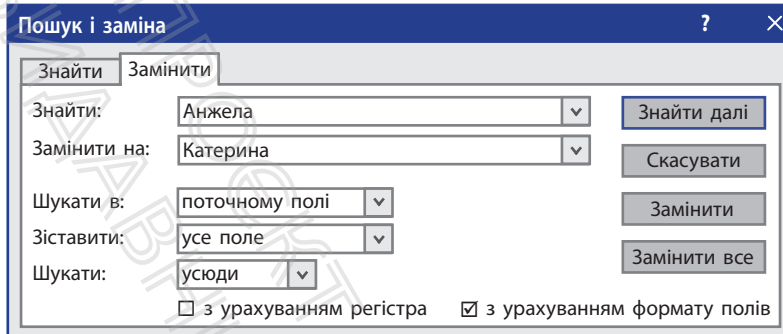 Пошук і заміна ?
Знайти Замінити
Знайти: Анжела Знайти далі
Замінити на: Катерина Скасувати
Шукати в: поточному полі Замінити
Зіставити: усе поле Замінити все
Шукати: усюди
з урахуванням регістра з урахуванням формату полів